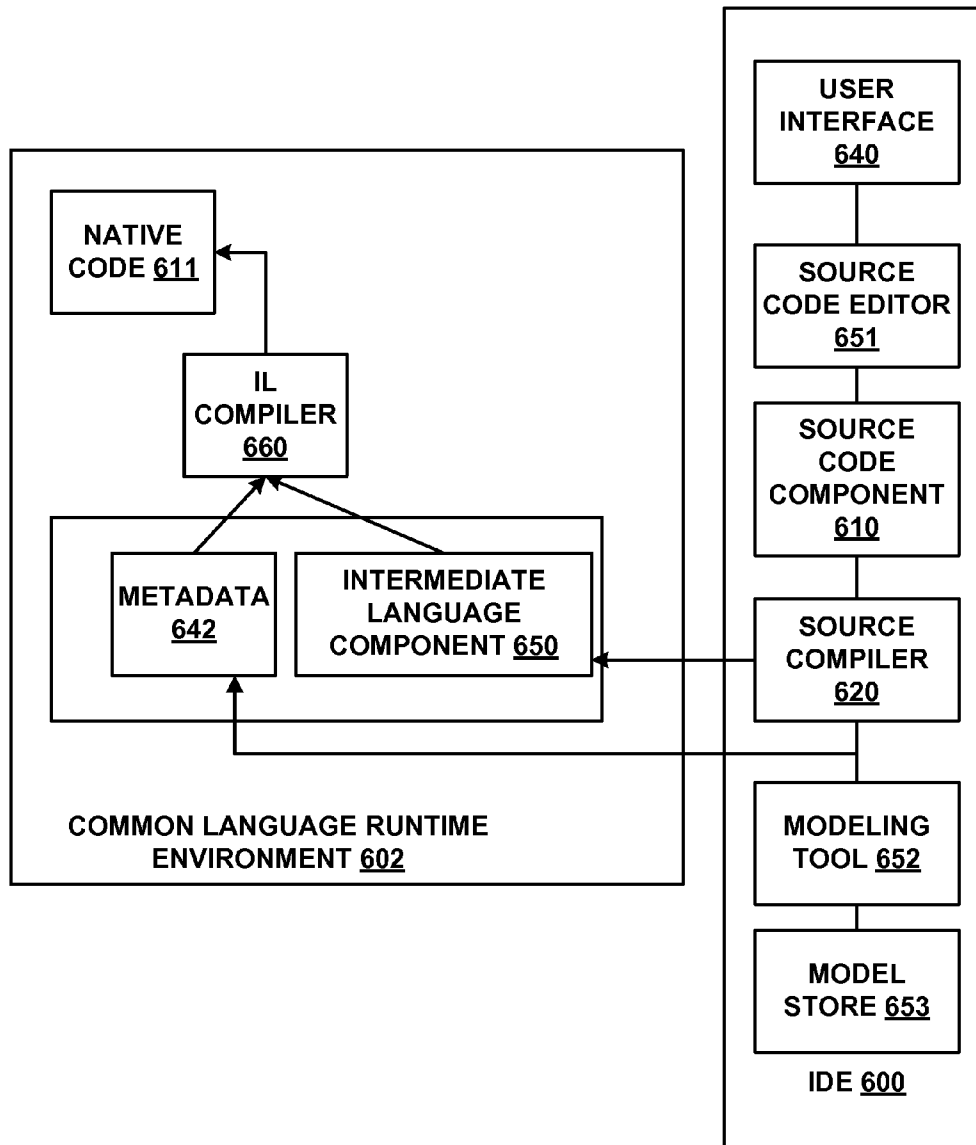 USER
INTERFACE
640
NATIVE
CODE 611
SOURCE
CODE EDITOR
651
IL
COMPILER
660
SOURCE
CODE
COMPONENT
610
METADATA
642
INTERMEDIATE
LANGUAGE
COMPONENT 650
SOURCE
COMPILER
620
COMMON LANGUAGE RUNTIME
ENVIRONMENT 602
MODELING
TOOL 652
MODEL
STORE 653
IDE 600